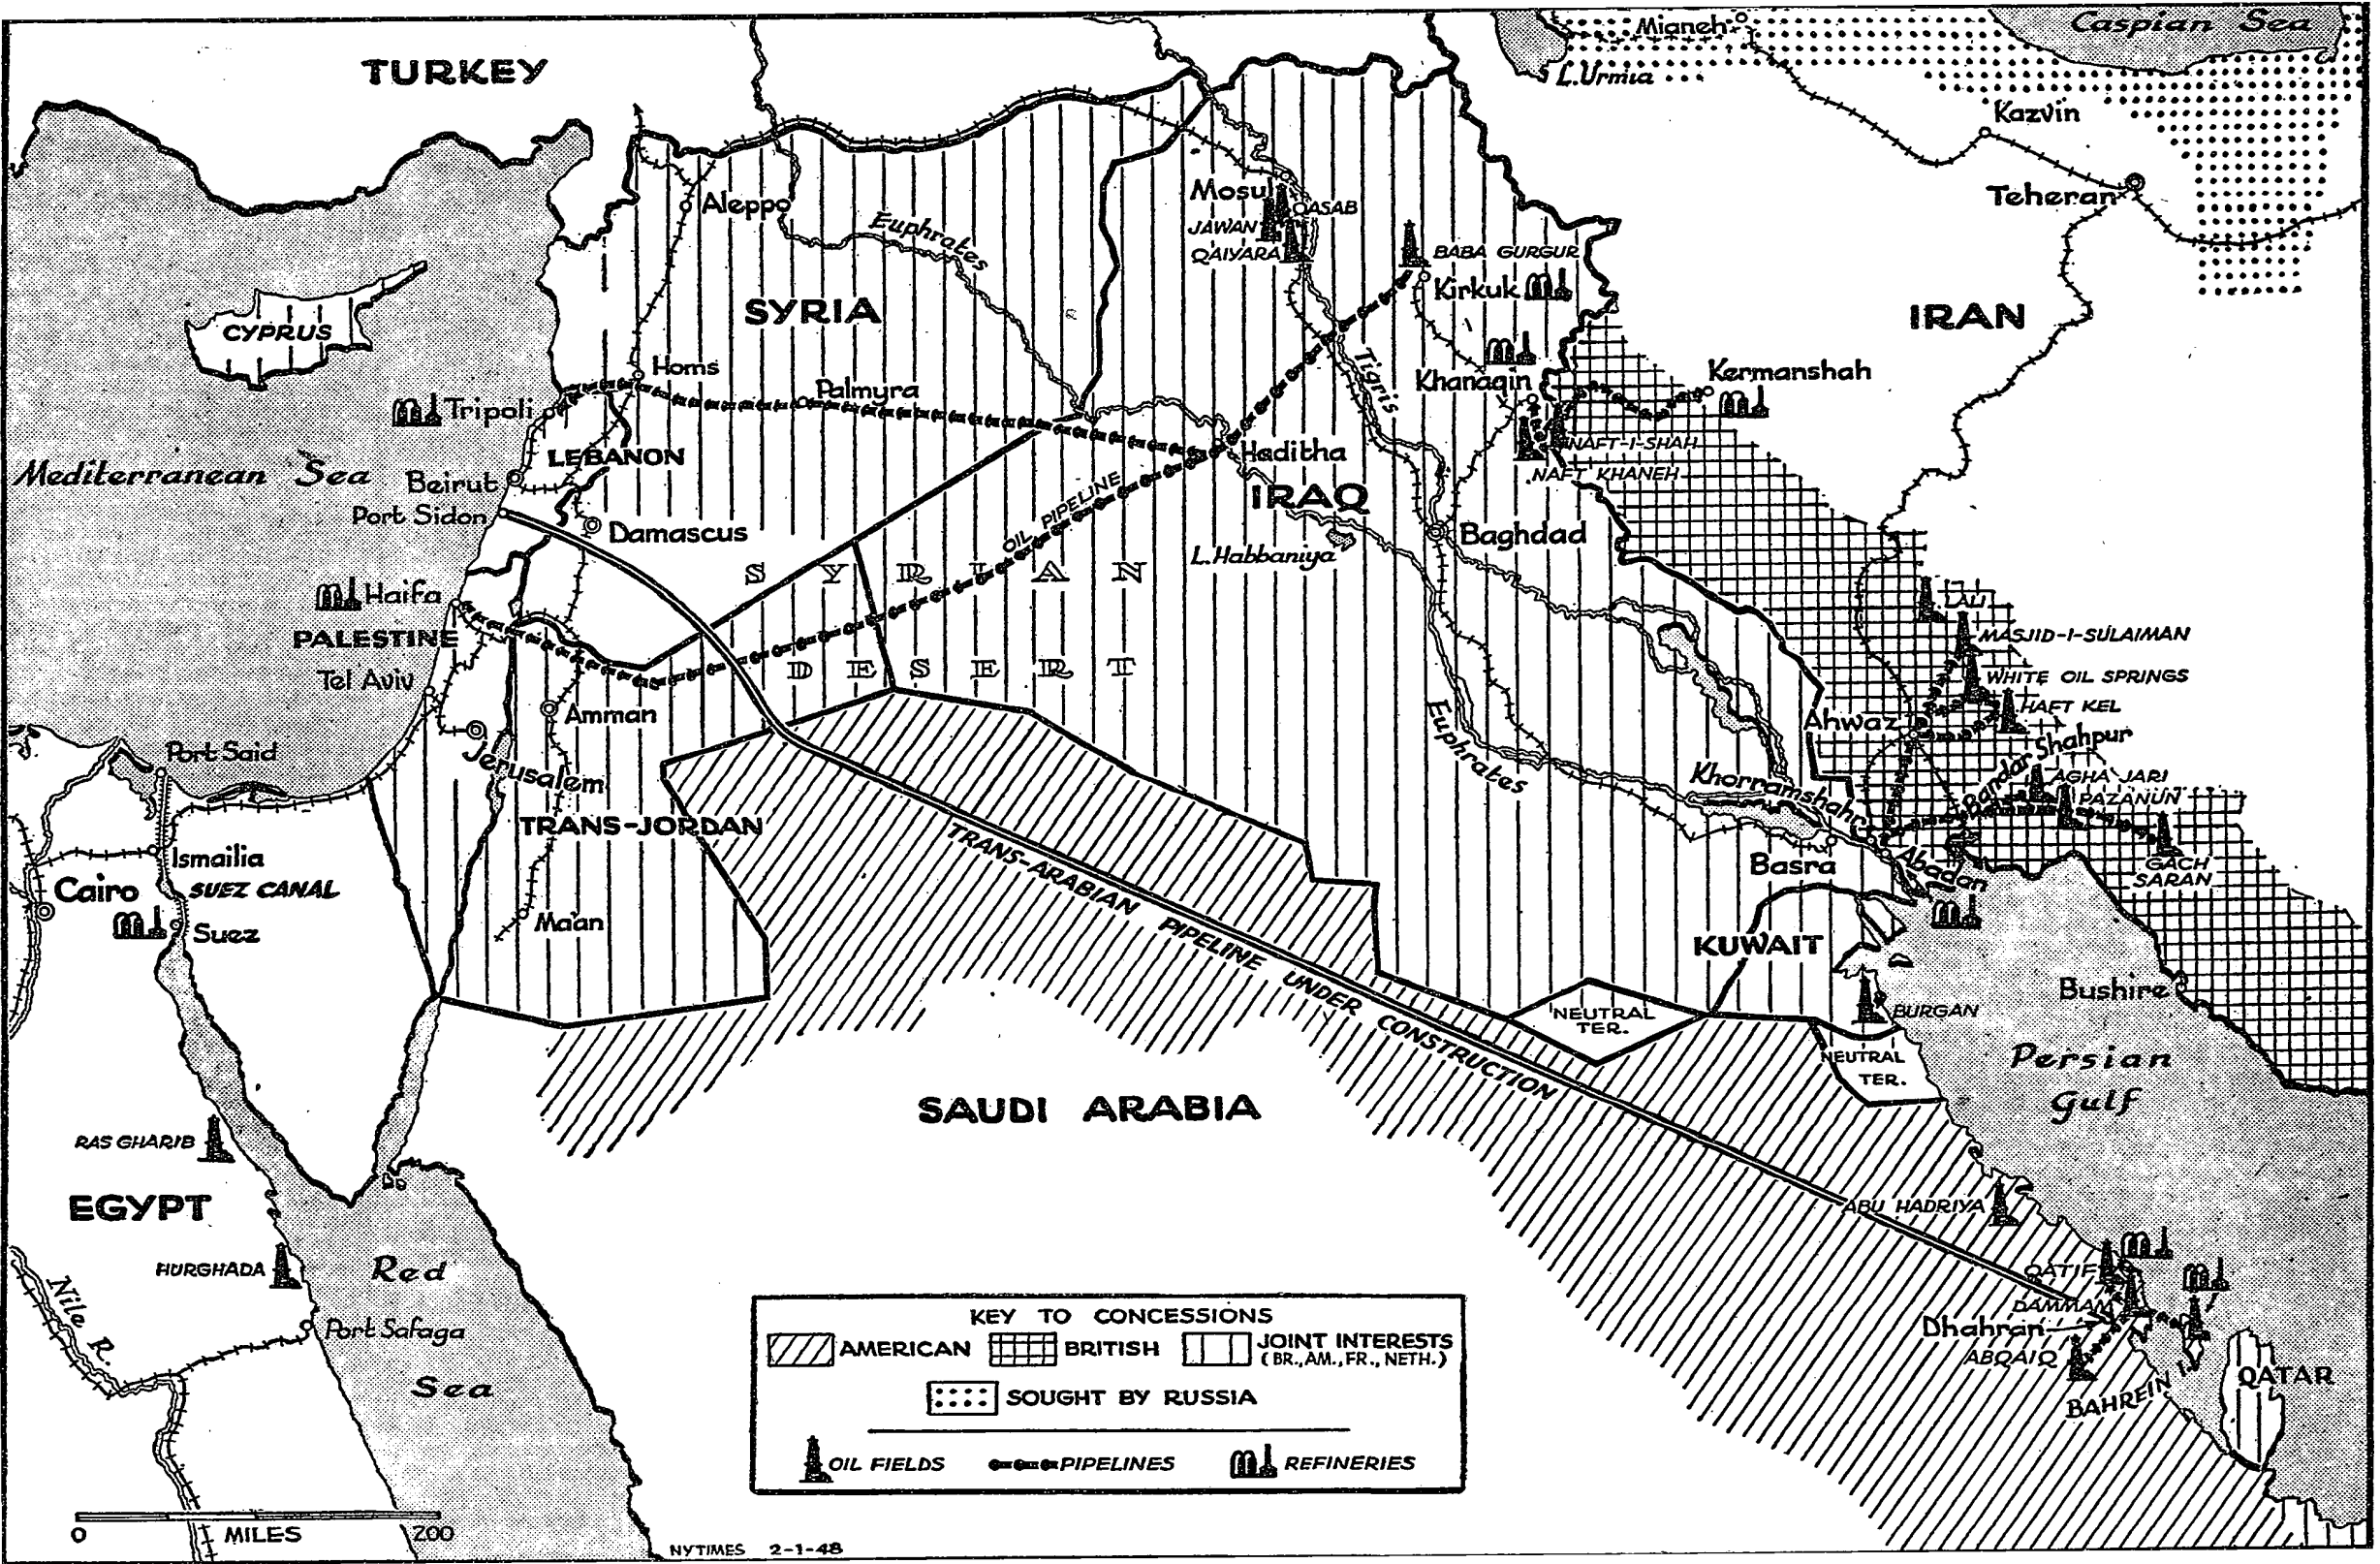 TURKEY
Mianeh
Caspian Sea
L.Urmia
Kazvin
Teheran
Aleppo
Euphrates
Mosul
QASAB
JAWAN
QAIYARA
BABA GURGUR
Kirkuk
SYRIA
IRAN
CYPRUS
Homs
Palmyra
Tigris
Khanaqin
Kermanshah
Tripoli
LEBANON
Haditha
NAFT-I-SHAH
NAFT KHANEH
Mediterranean Sea
Beirut
Port Sidon
Damascus
OIL PIPELINE
IRAQ
Baghdad
L.Habbaniya
SYRIAN
DESERT
Haifa
PALESTINE
Tel Aviv
Amman
Jerusalem
LALI
MASJID-I-SULAIMAN
WHITE OIL SPRINGS
HAFT KEL
Ahwaz
Bandar Shahpur
Euphrates
Khorramshahr
AGHA JARI
PAZANUN
GACH
SARAN
Port Said
TRANS-JORDAN
TRANS-ARABIAN PIPELINE UNDER CONSTRUCTION
Basra
Abadan
Ismailia
Cairo
SUEZ CANAL
Suez
Ma'an
KUWAIT
Bushire
NEUTRAL
TER.
BURGAN
NEUTRAL
TER.
Persian
Gulf
SAUDI ARABIA
RAS GHARIB
EGYPT
ABU HADRIYA
HURGHADA
Red
Sea
Nile R.
Port Safaga
QATIF
DAMMAM
Dhahran
ABQAIQ
BAHREIN I.
QATAR
KEY TO CONCESSIONS
AMERICAN
BRITISH
JOINT INTERESTS
(BR., AM., FR., NETH.)
SOUGHT BY RUSSIA
OIL FIELDS
PIPELINES
REFINERIES
0 MILES 200
NYTIMES 2-1-48